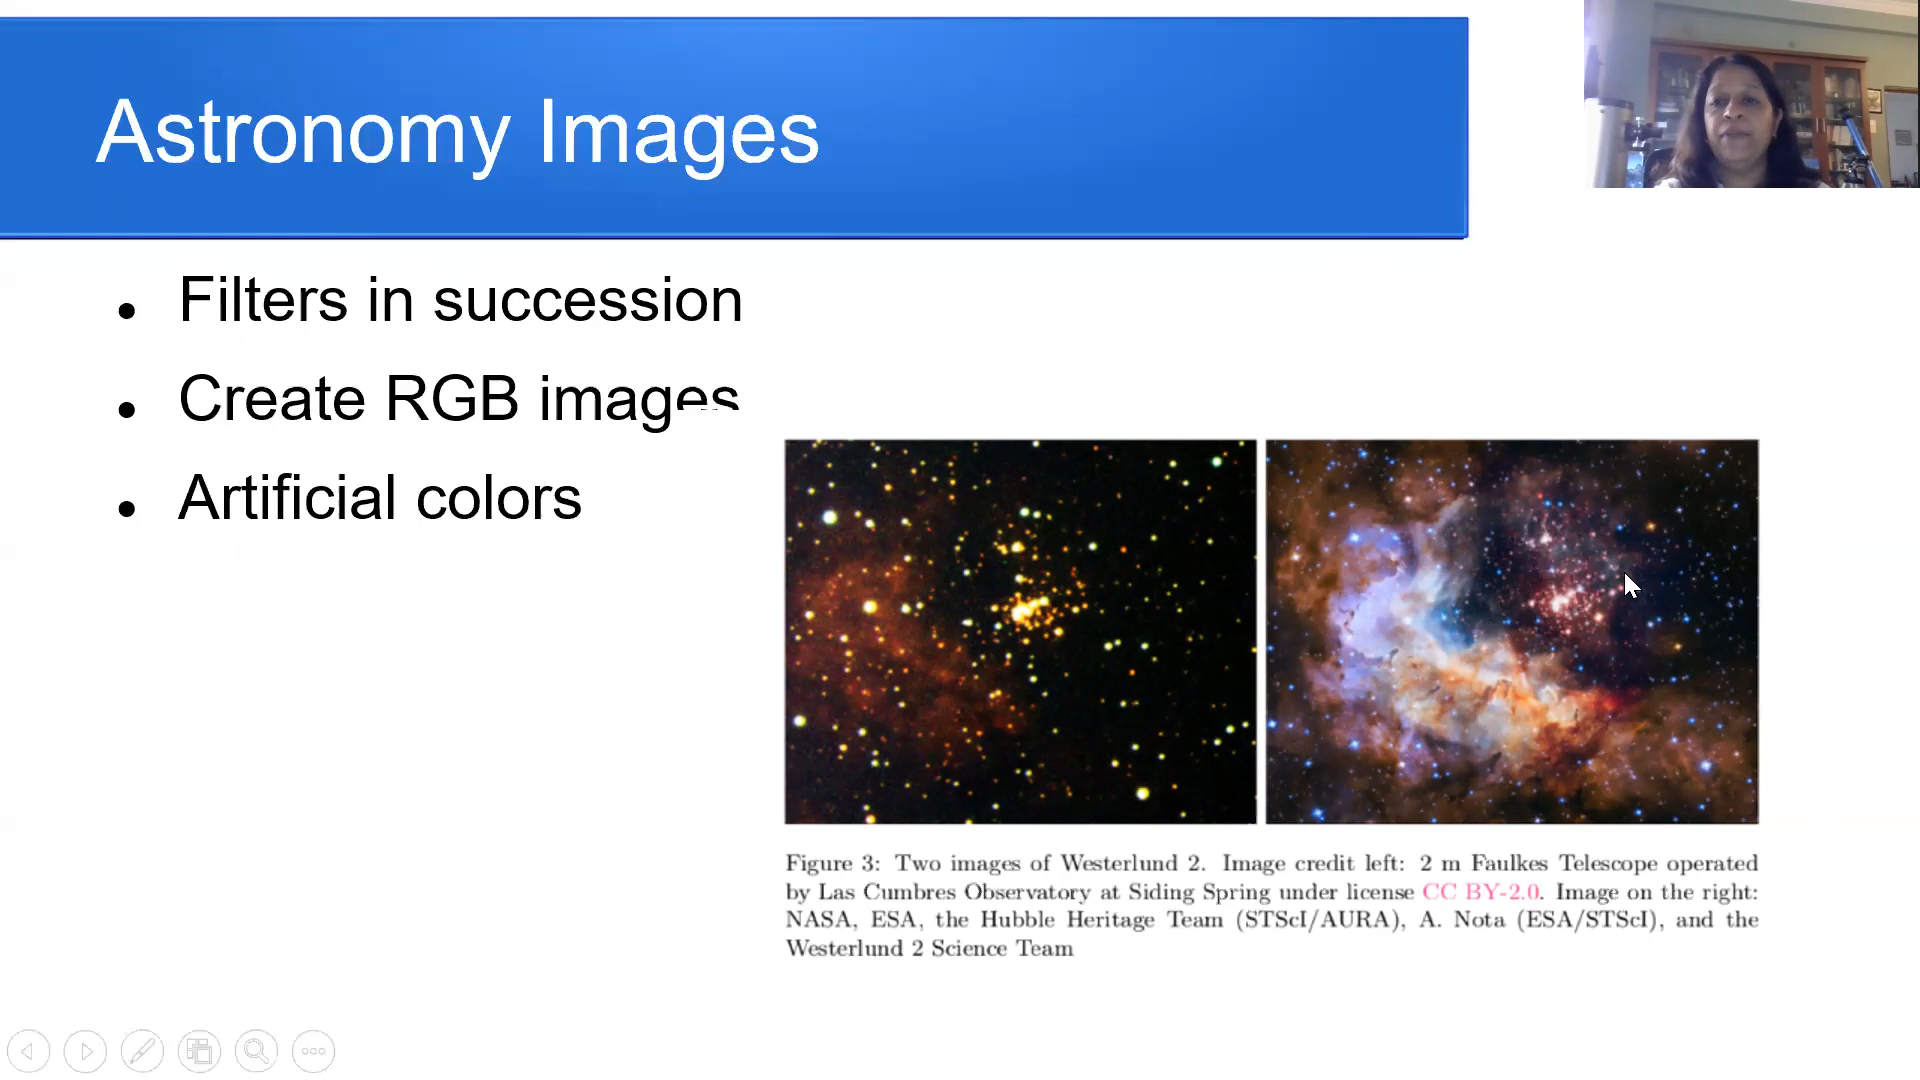 Astronomy Images
Filters in succession
Create RGB images
Artificial colors
Figure 3: Two images of Westerlund 2. Image credit left: 2 m Faulkes Telescope operated
by Las Cumbres Observatory at Siding Spring under license CC BY-2.0. Image on the right:
NASA, ESA, the Hubble Heritage Team (STScI/AURA), A. Nota (ESA/STScI), and the
Westerlund 2 Science Team